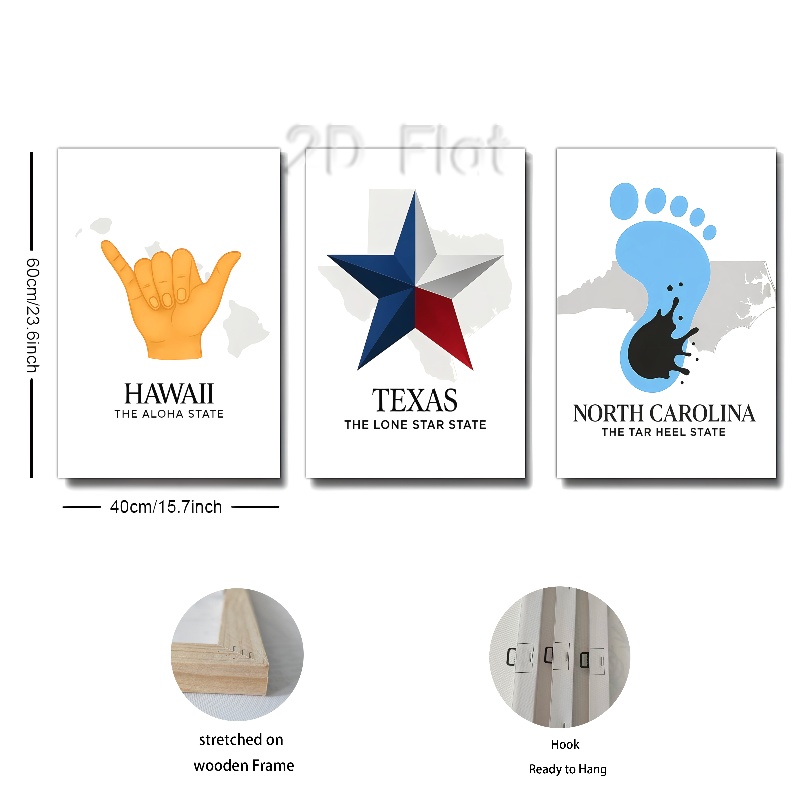 2D Flat
60cm/23.6inch
HAWAII
THE ALOHA STATE
TEXAS
THE LONE STAR STATE
NORTH CAROLINA
THE TAR HEEL STATE
40cm/15.7inch
stretched on
wooden Frame
Hook
Ready to Hang